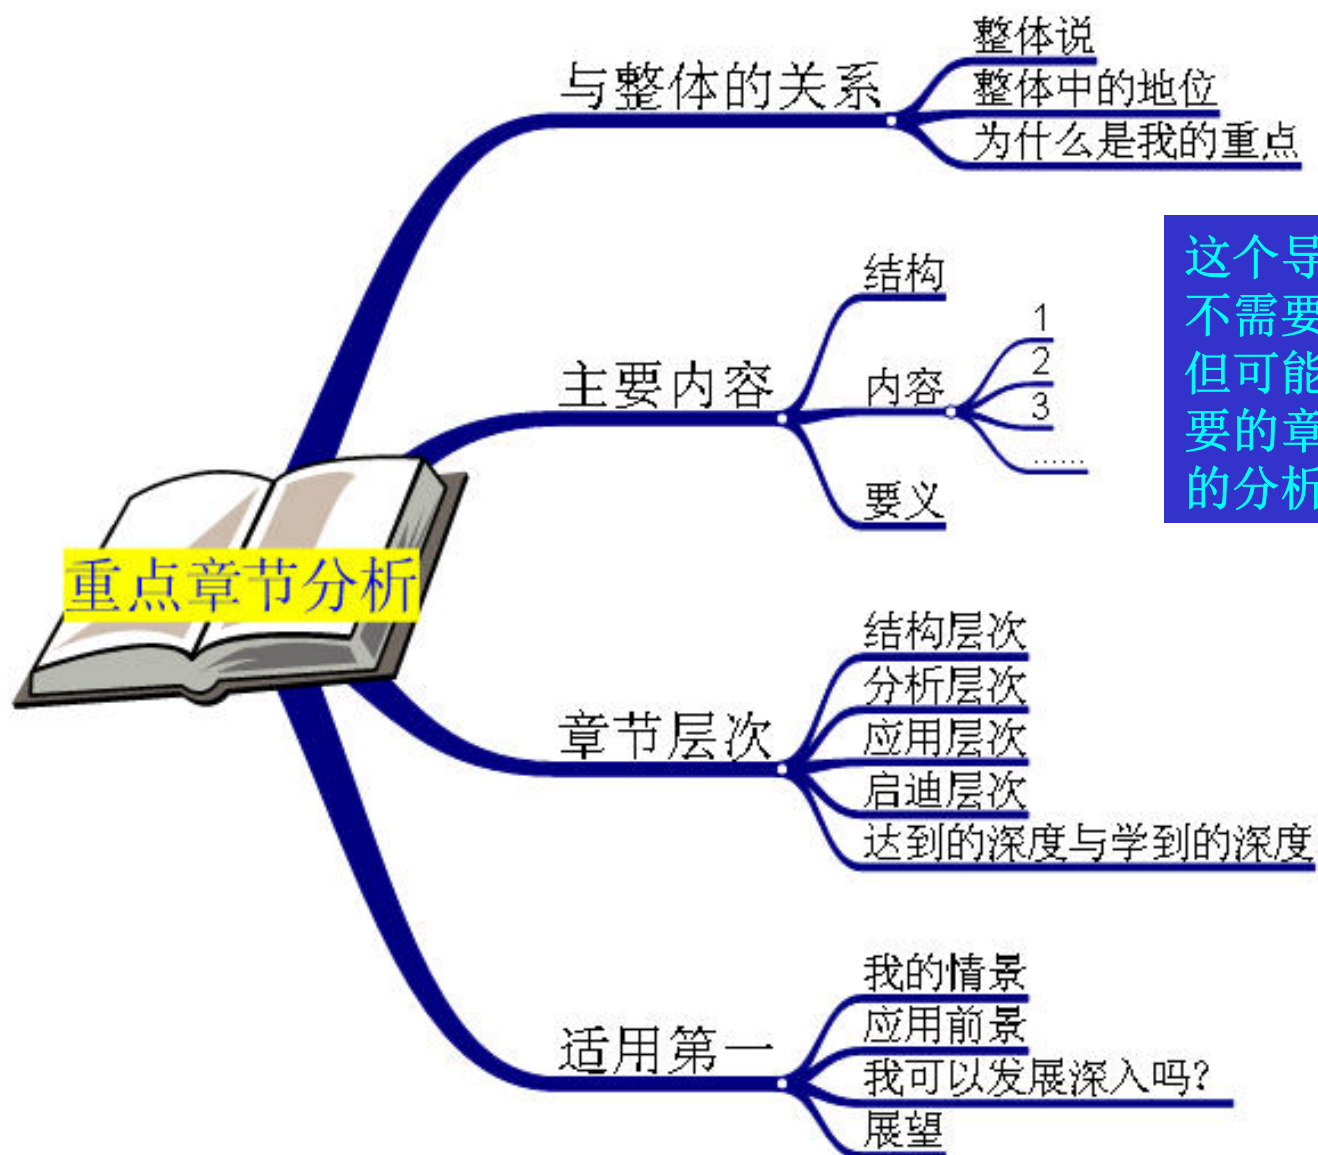 重点章节分析
与整体的关系
整体说
整体中的地位
为什么是我的重点
主要内容
结构
内容
1
2
3
……
要义
章节层次
结构层次
分析层次
应用层次
启迪层次
达到的深度与学到的深度
适用第一
我的情景
应用前景
我可以发展深入吗?
展望
这个导
不需要
但可能
要的章
的分析